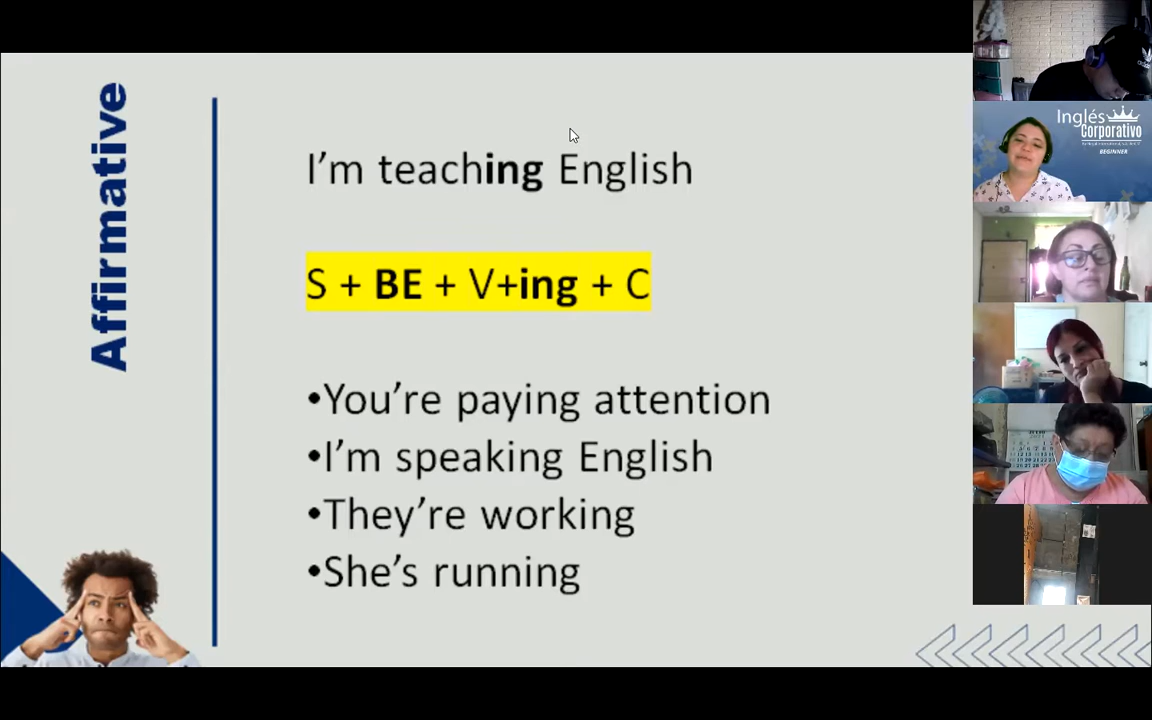 Affirmative
I'm teaching English
S + BE + V+ing + C
•You're paying attention
•I'm speaking English
•They're working
•She's running
Inglés
Corporativo
BEGINNER